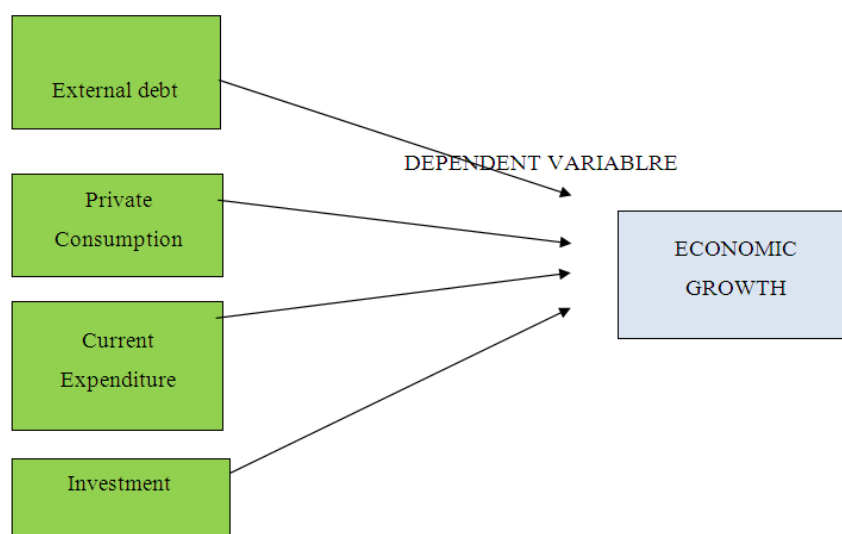 External debt
DEPENDENT VARIABLRE
Private
Consumption
ECONOMIC
GROWTH
Current
Expenditure
Investment